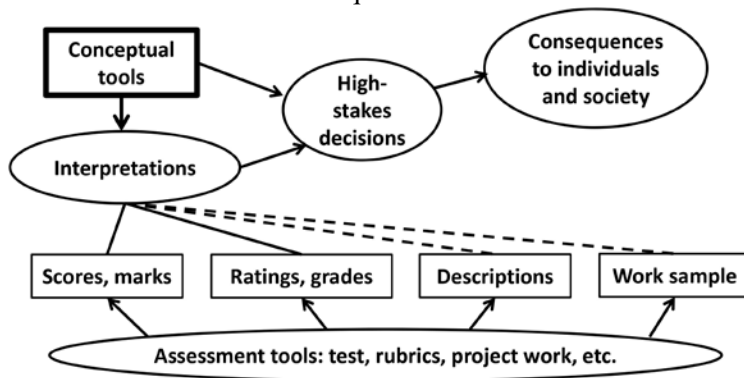 Conceptual
tools
Consequences
to individuals
and society
High-
stakes
decisions
Interpretations
Scores, marks
Ratings, grades
Descriptions
Work sample
Assessment tools: test, rubrics, project work, etc.